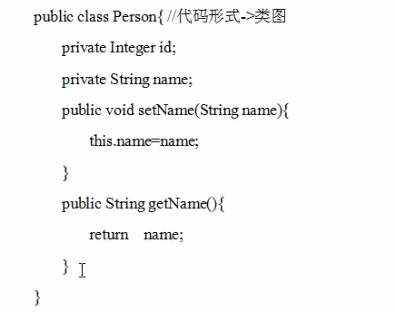 public class Person{ //代码形式->类图
private Integer id;
private String name;
public void setName(String name){
this.name=name;
}
public String getName(){
return name;
}
}